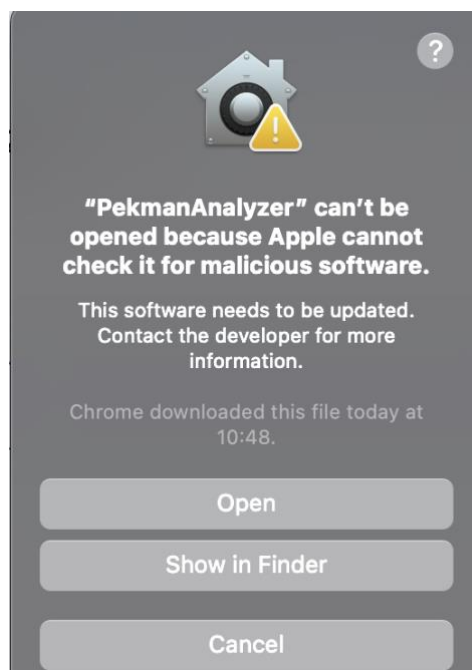 ?
“PekmanAnalyzer” can’t be
opened because Apple cannot
check it for malicious software.
This software needs to be updated.
Contact the developer for more
information.
Chrome downloaded this file today at
10:48.
Open
Show in Finder
Cancel